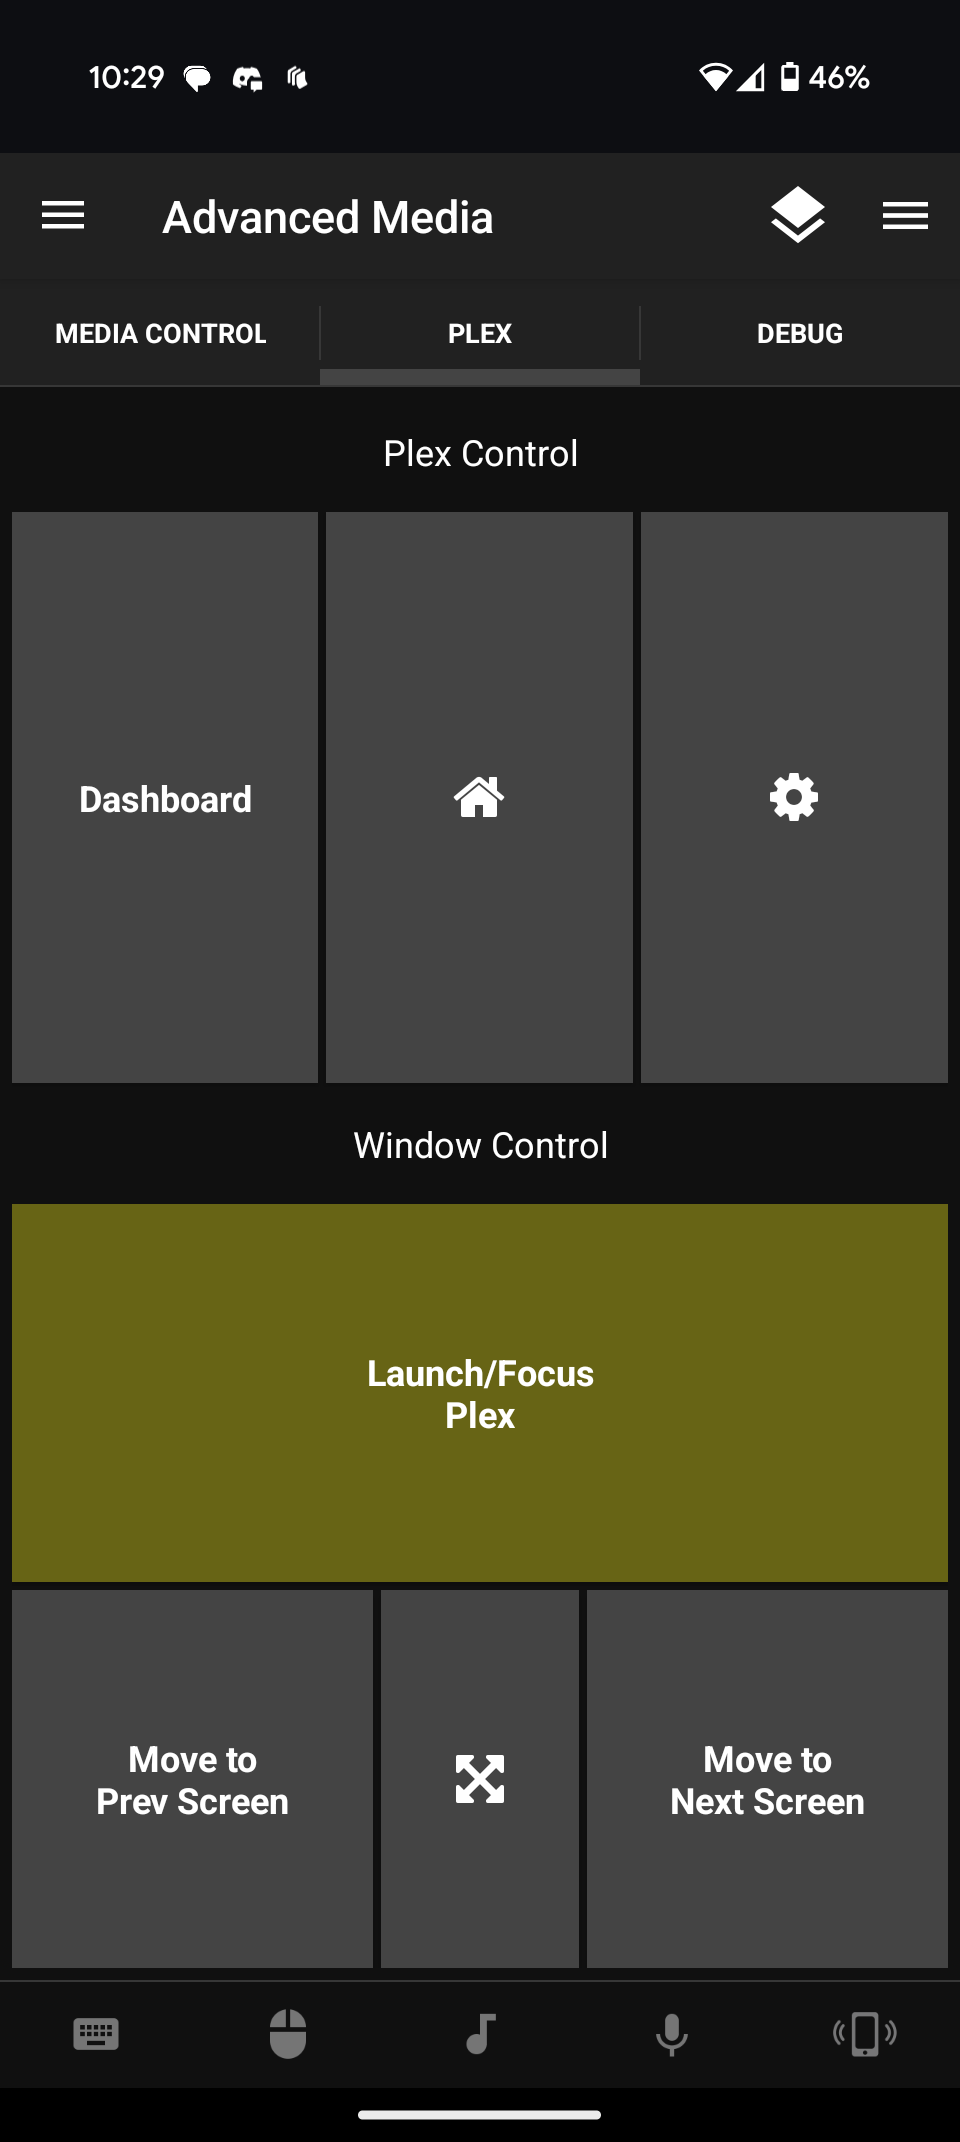 10:29
46%
Advanced Media
MEDIA CONTROL
PLEX
DEBUG
Plex Control
Dashboard
Window Control
Launch/Focus
Plex
Move to
Prev Screen
Move to
Next Screen